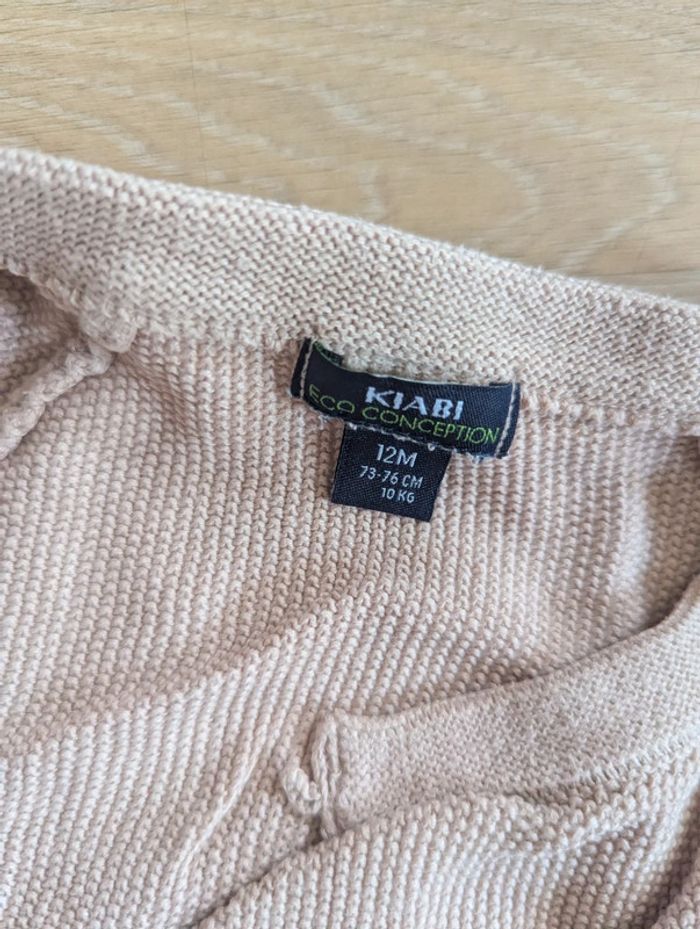 KIABI
ECO CONCEPTION
12M
73-76 CM
10 KG